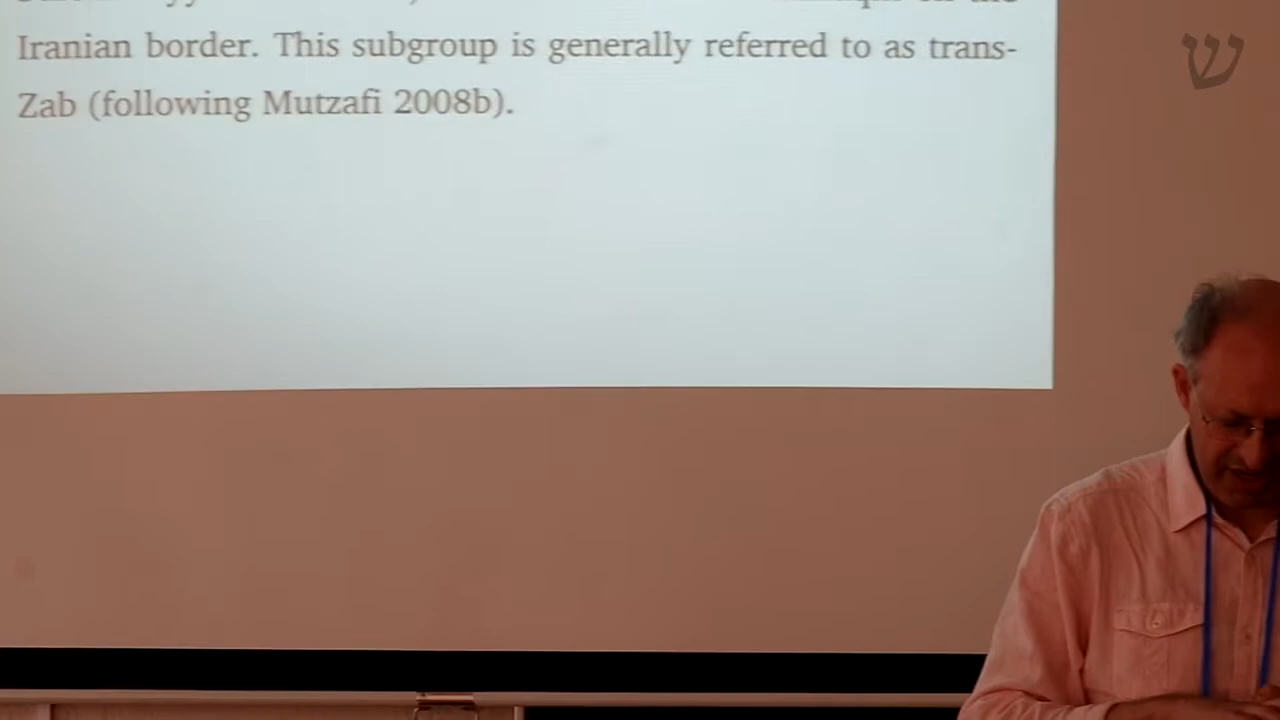 Iranian border. This subgroup is generally referred to as trans-
Zab (following Mutzafi 2008b).
ש